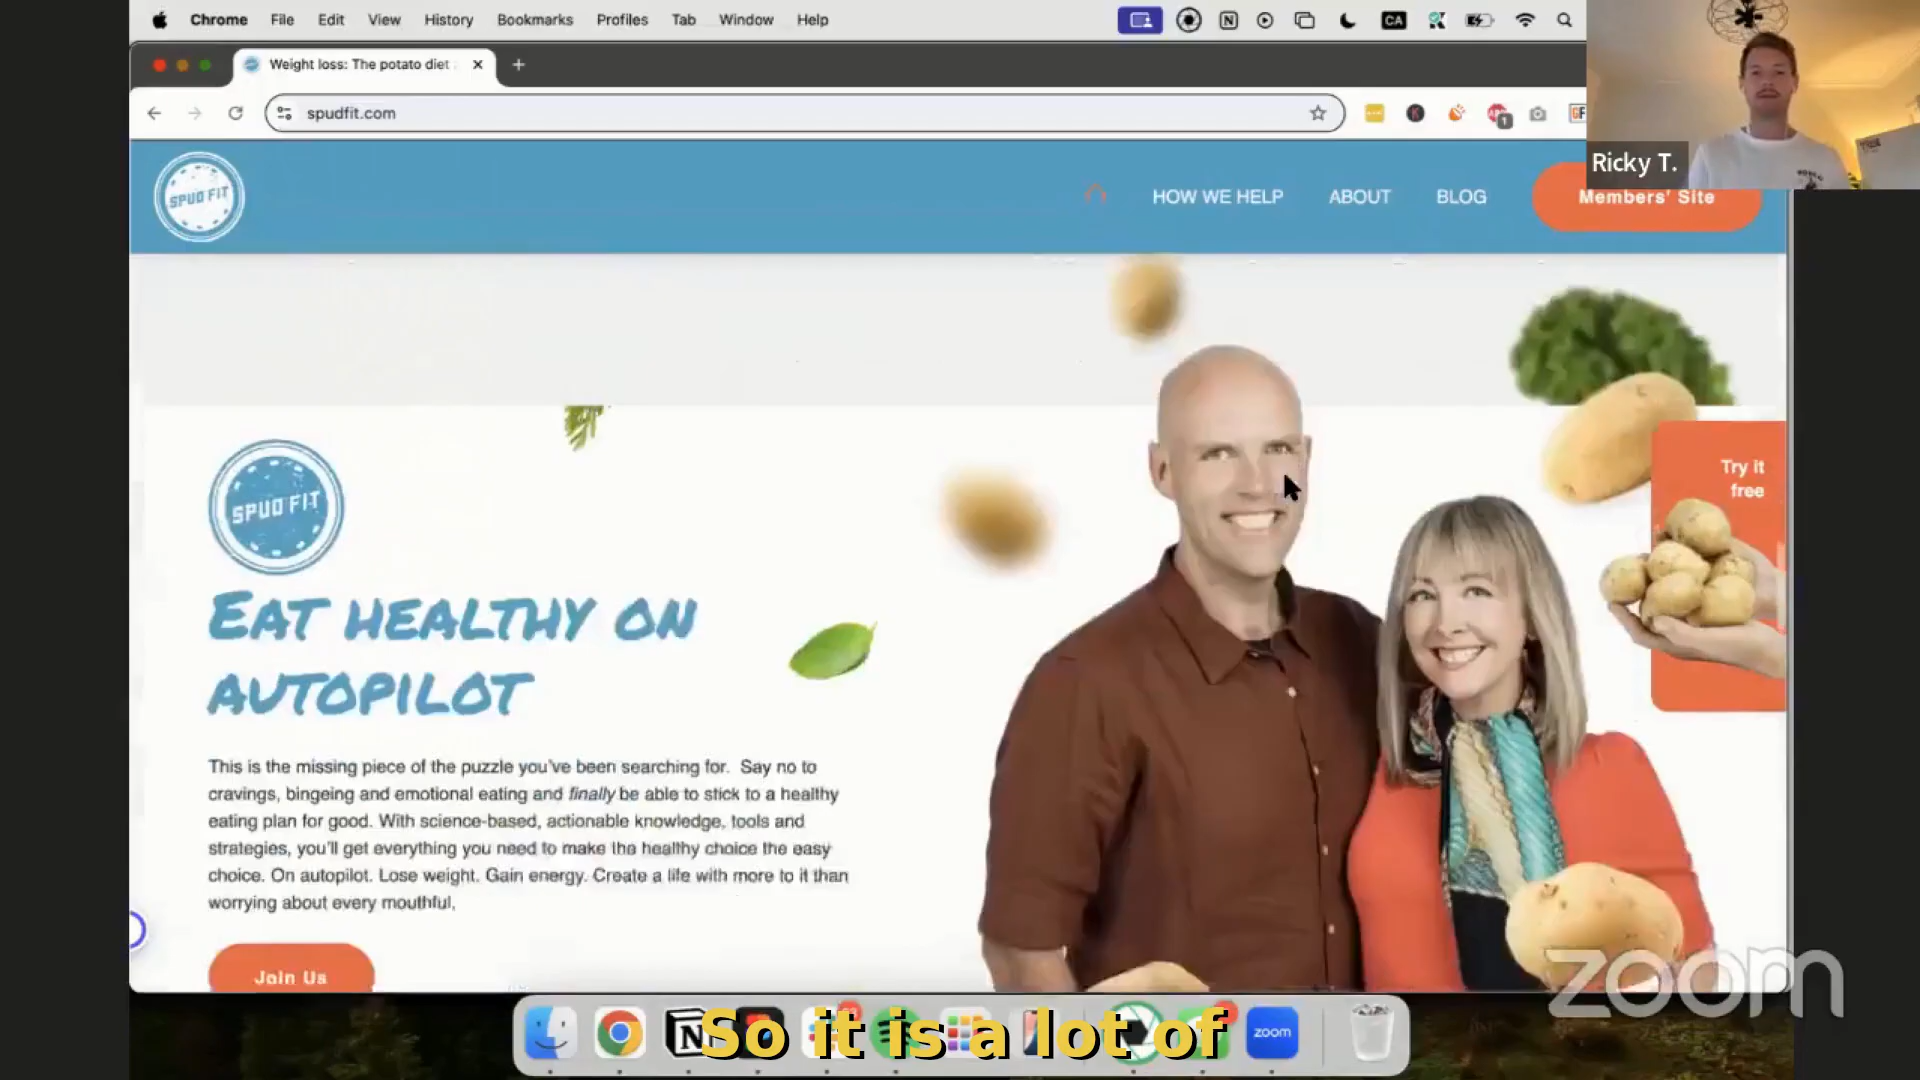 Chrome File Edit View History Bookmarks Profiles Tab Window Help
CA
Weight loss: The potato diet
spudfit.com
1
Ricky T.
SPUD FIT
HOW WE HELP ABOUT BLOG Members' Site
Try it
free
SPUD FIT
EAT HEALTHY ON
AUTOPILOT
This is the missing piece of the puzzle you've been searching for. Say no to
cravings, bingeing and emotional eating and finally be able to stick to a healthy
eating plan for good. With science-based, actionable knowledge, tools and
strategies, you'll get everything you need to make the healthy choice the easy
choice. On autopilot. Lose weight. Gain energy. Create a life with more to it than
worrying about every mouthful,
Join Us
zoom
So it is a lot of
zoom